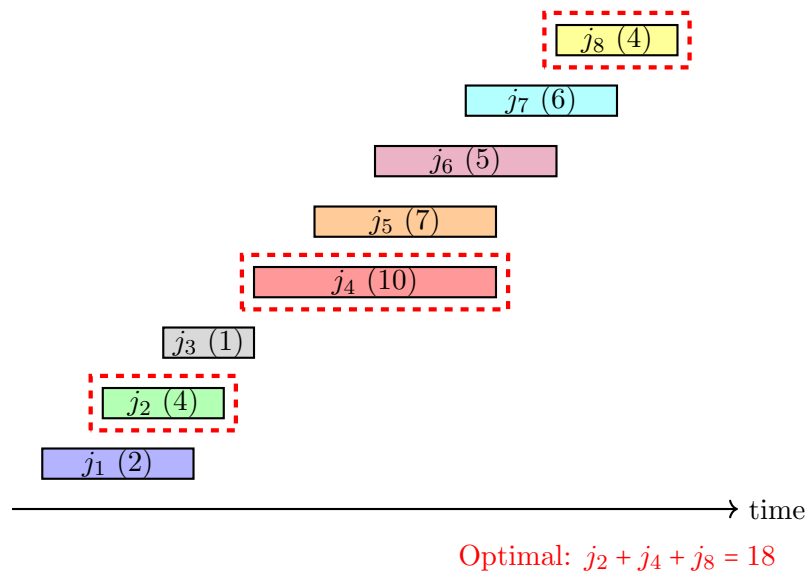 j₈ (4)
j₇ (6)
j₆ (5)
j₅ (7)
j₄ (10)
j₃ (1)
j₂ (4)
j₁ (2)
time
Optimal: j₂ + j₄ + j₈ = 18